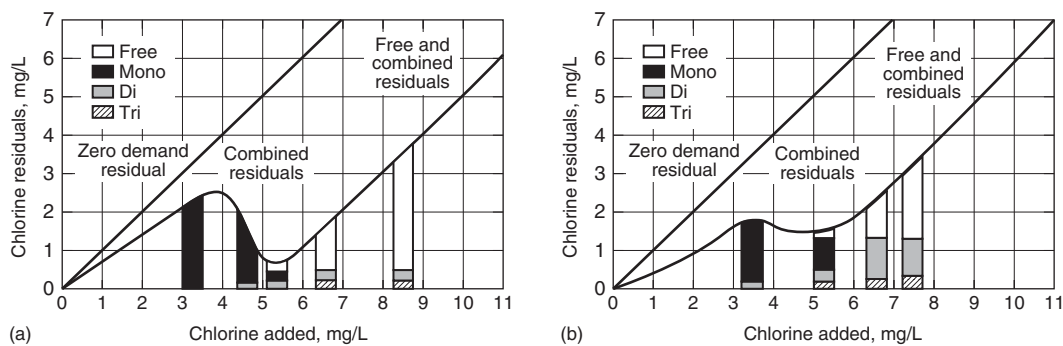 7
6
5
4
3
2
1
0
Chlorine residuals, mg/L
Free
Mono
Di
Tri
Zero demand
residual
Combined
residuals
Free and
combined
residuals
0 1 2 3 4 5 6 7 8 9 10 11
Chlorine added, mg/L
(a)
7
6
5
4
3
2
1
0
Chlorine residuals, mg/L
Free
Mono
Di
Tri
Zero demand
residual
Combined
residuals
Free and
combined
residuals
0 1 2 3 4 5 6 7 8 9 10 11
Chlorine added, mg/L
(b)